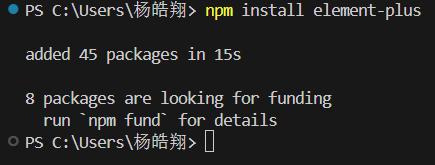 PS C:\Users\杨皓翔> npm install element-plus
added 45 packages in 15s
8 packages are looking for funding
run `npm fund` for details
PS C:\Users\杨皓翔>